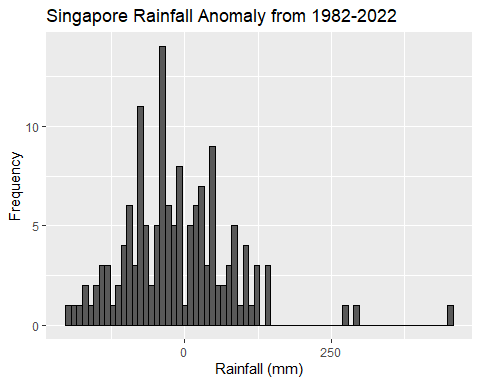 Singapore Rainfall Anomaly from 1982-2022
Frequency
10
5
0
0 250
Rainfall (mm)